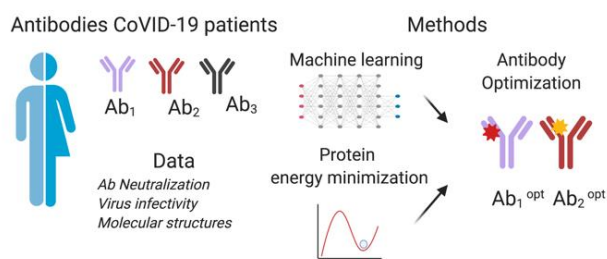 Antibodies CoVID-19 patients
Ab1 Ab2 Ab3
Data
Ab Neutralization
Virus infectivity
Molecular structures
Methods
Machine learning
Protein
energy minimization
Antibody
Optimization
Ab1 opt Ab2 opt